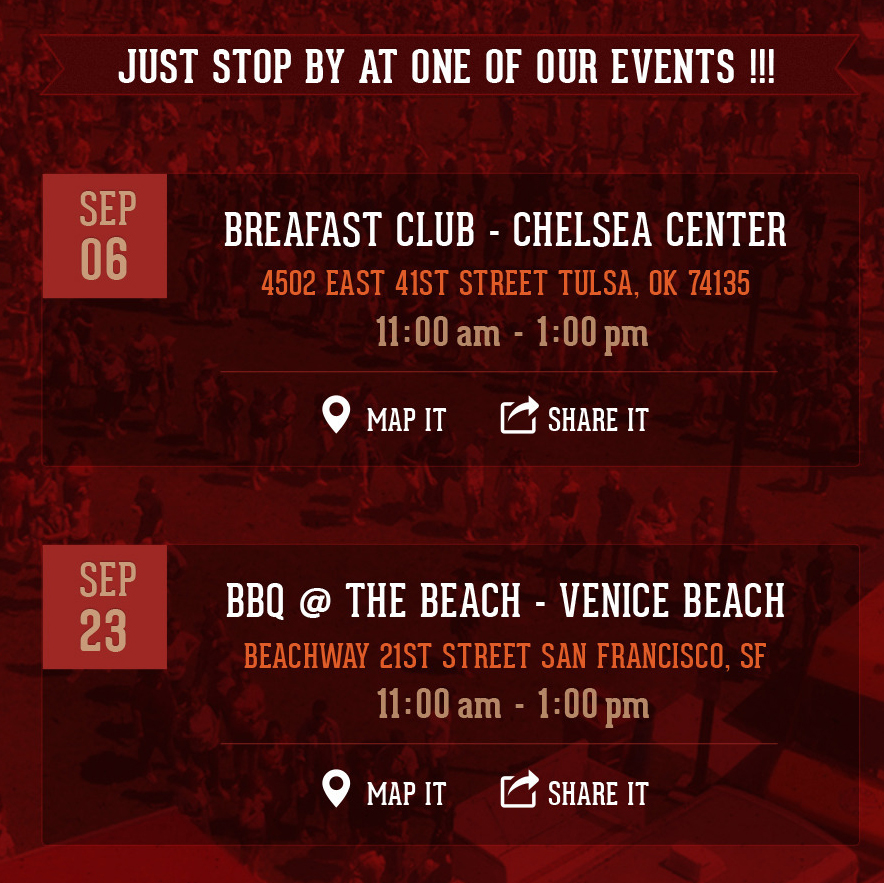 JUST STOP BY AT ONE OF OUR EVENTS !!!
SEP
06
BREAFAST CLUB - CHELSEA CENTER
4502 EAST 41ST STREET TULSA, OK 74135
11:00 am - 1:00 pm
MAP IT
SHARE IT
SEP
23
BBQ @ THE BEACH - VENICE BEACH
BEACHWAY 21ST STREET SAN FRANCISCO, SF
11:00 am - 1:00 pm
MAP IT
SHARE IT